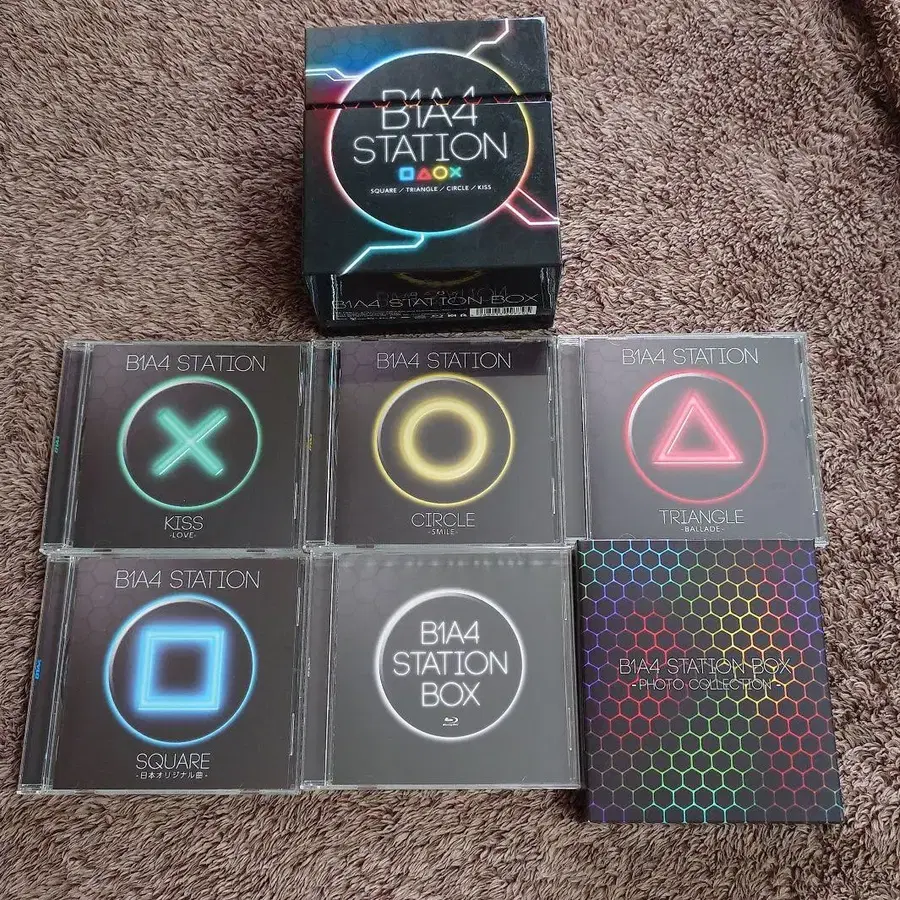 B1A4
STATION
SQUARE / TRIANGLE / CIRCLE / KISS
B1A4 STATION BOX
B1A4 STATION
KISS
-LOVE-
B1A4 STATION
CIRCLE
-SMILE-
B1A4 STATION
TRIANGLE
-BALLADE-
B1A4 STATION
SQUARE
-日本オリジナル曲-
B1A4
STATION
BOX
B1A4 STATION BOX
-PHOTO COLLECTION-